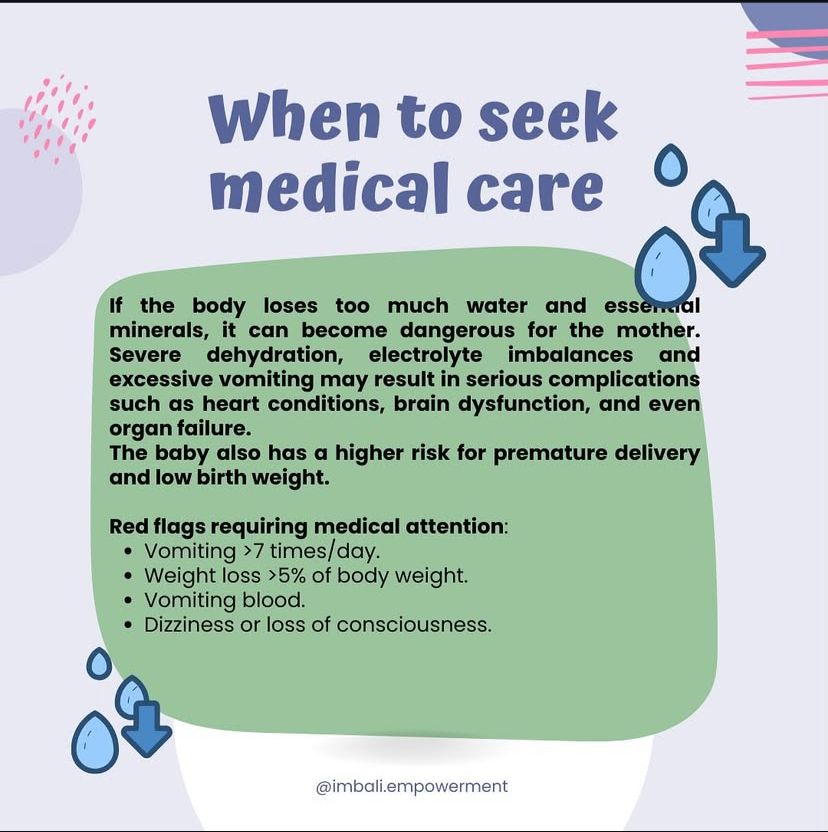 When to seek
medical care
If the body loses too much water and essential
minerals, it can become dangerous for the mother.
Severe dehydration, electrolyte imbalances and
excessive vomiting may result in serious complications
such as heart conditions, brain dysfunction, and even
organ failure.
The baby also has a higher risk for premature delivery
and low birth weight.
Red flags requiring medical attention:
• Vomiting >7 times/day.
• Weight loss >5% of body weight.
• Vomiting blood.
• Dizziness or loss of consciousness.
@imbali.empowerment